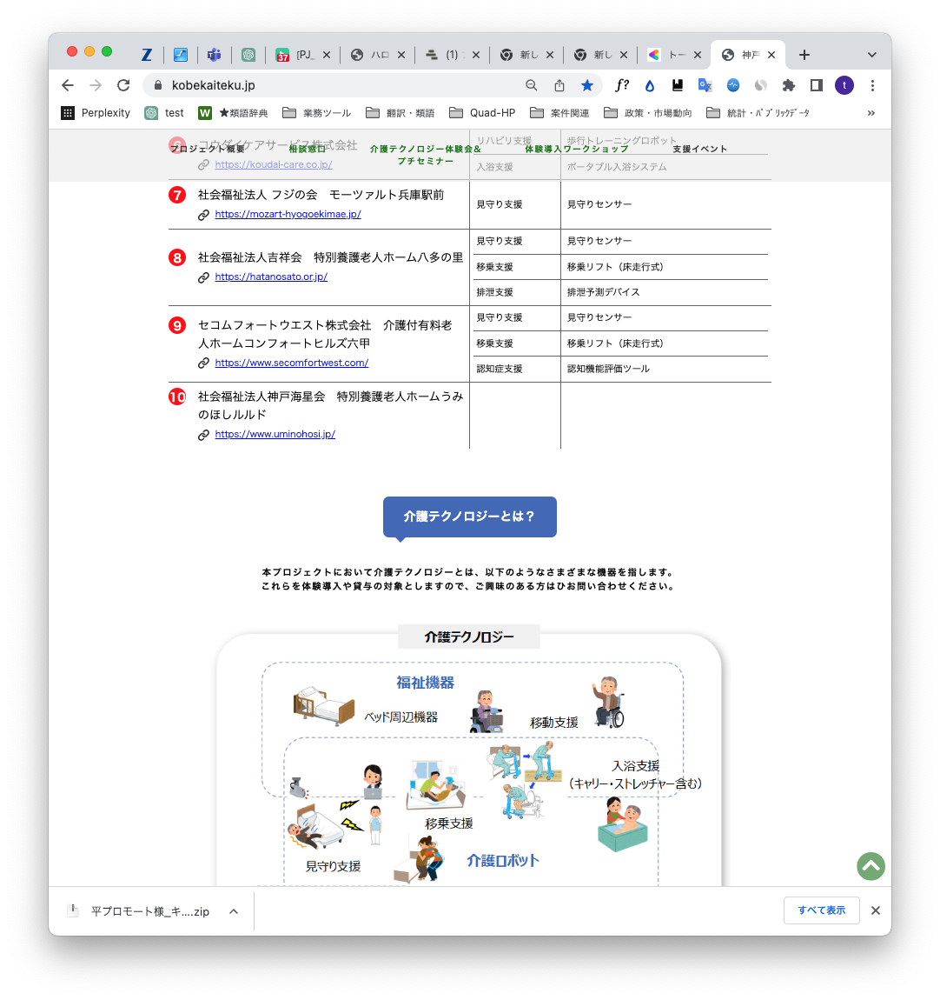 Z
37
[PJ_
ハロ
(1)
新し
新し
トー
神戸
kobekaiteku.jp
f?
t
Perplexity
test
W
★類語辞典
業務ツール
翻訳・類語
Quad-HP
案件関連
政策・市場動向
統計・ﾊﾟﾌﾞﾘｯｸﾃﾞｰﾀ
»
コウダイケアサービス株式会社
https://koudai-care.co.jp/
リハビリ支援
歩行トレーニングロボット
入浴支援
ポータブル入浴システム
プロジェクト概要
相談窓口
介護テクノロジー体験会&
プチセミナー
体験導入ワークショップ
支援イベント
7
社会福祉法人 フジの会　モーツァルト兵庫駅前
https://mozart-hyogoekimae.jp/
見守り支援
見守りセンサー
8
社会福祉法人吉祥会　特別養護老人ホーム八多の里
https://hatanosato.or.jp/
見守り支援
見守りセンサー
移乗支援
移乗リフト（床走行式）
排泄支援
排泄予測デバイス
9
セコムフォートウエスト株式会社　介護付有料老
人ホームコンフォートヒルズ六甲
https://www.secomfortwest.com/
見守り支援
見守りセンサー
移乗支援
移乗リフト（床走行式）
認知症支援
認知機能評価ツール
10
社会福祉法人神戸海星会　特別養護老人ホームうみ
のほしルルド
https://www.uminohosi.jp/
介護テクノロジーとは？
本プロジェクトにおいて介護テクノロジーとは、以下のようなさまざまな機器を指します。
これらを体験導入や貸与の対象としますので、ご興味のある方はひお問い合わせください。
介護テクノロジー
福祉機器
ベッド周辺機器
移動支援
入浴支援
（キャリー・ストレッチャー含む）
移乗支援
見守り支援
介護ロボット
平プロモート様_キ....zip
すべて表示